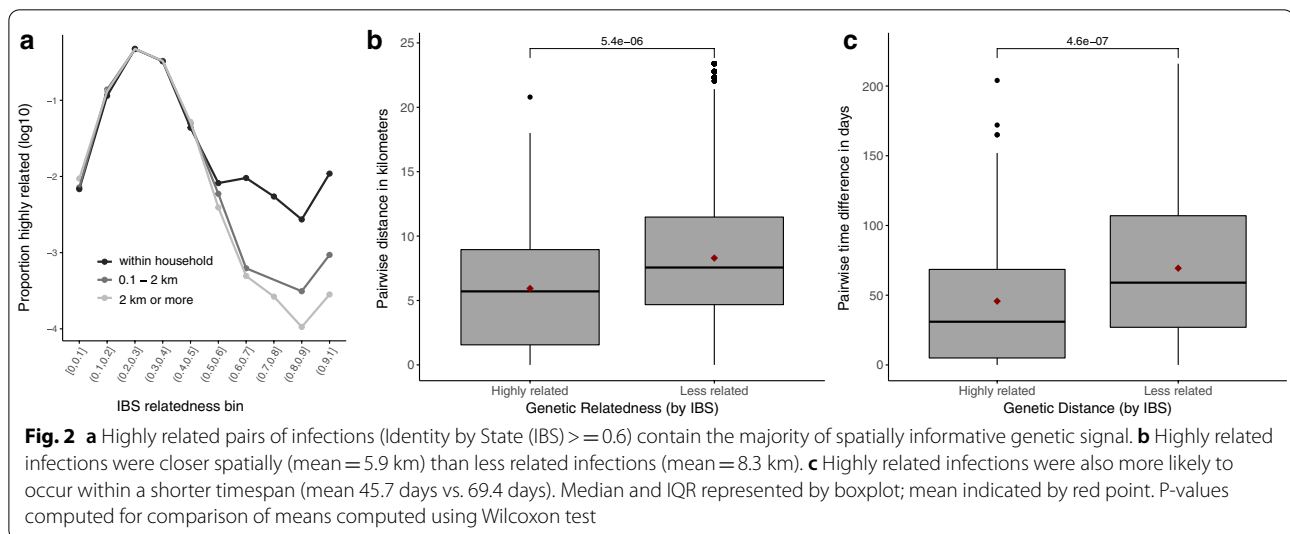 a
Proportion highly related (log10)
−1
−2
−3
−4
within household
0.1 − 2 km
2 km or more
[0,0.1]
(0.1,0.2]
(0.2,0.3]
(0.3,0.4]
(0.4,0.5]
(0.5,0.6]
(0.6,0.7]
(0.7,0.8]
(0.8,0.9]
(0.9,1]
IBS relatedness bin
b
Pairwise distance in kilometers
25
20
15
10
5
0
5.4e−06
Highly related
Less related
Genetic Relatedness (by IBS)
c
Pairwise time difference in days
200
150
100
50
0
4.6e−07
Highly related
Less related
Genetic Distance (by IBS)
Fig. 2 a Highly related pairs of infections (Identity by State (IBS) > = 0.6) contain the majority of spatially informative genetic signal. b Highly related
infections were closer spatially (mean = 5.9 km) than less related infections (mean = 8.3 km). c Highly related infections were also more likely to
occur within a shorter timespan (mean 45.7 days vs. 69.4 days). Median and IQR represented by boxplot; mean indicated by red point. P-values
computed for comparison of means computed using Wilcoxon test